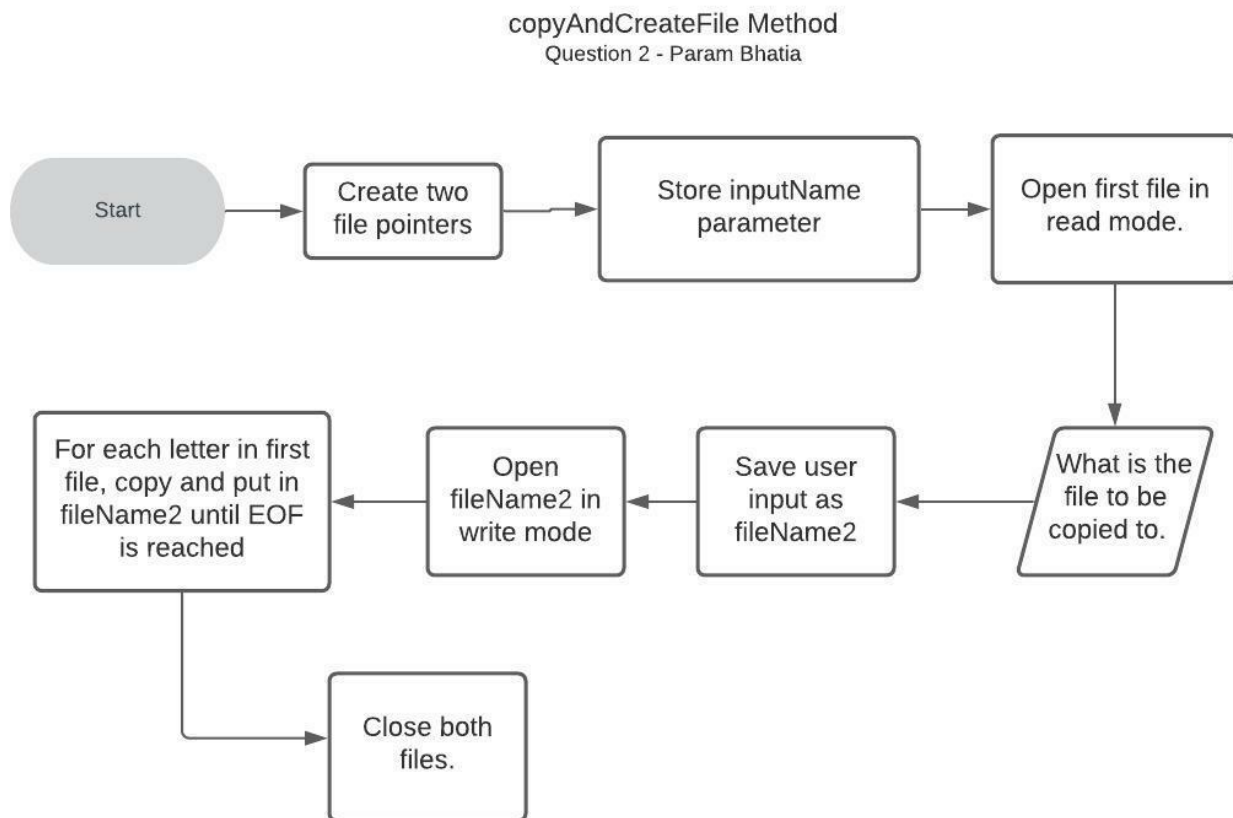 copyAndCreateFile Method
Question 2 - Param Bhatia
Start
Create two
file pointers
Store inputName
parameter
Open first file in
read mode.
What is the
file to be
copied to.
Save user
input as
fileName2
Open
fileName2 in
write mode
For each letter in first
file, copy and put in
fileName2 until EOF
is reached
Close both
files.